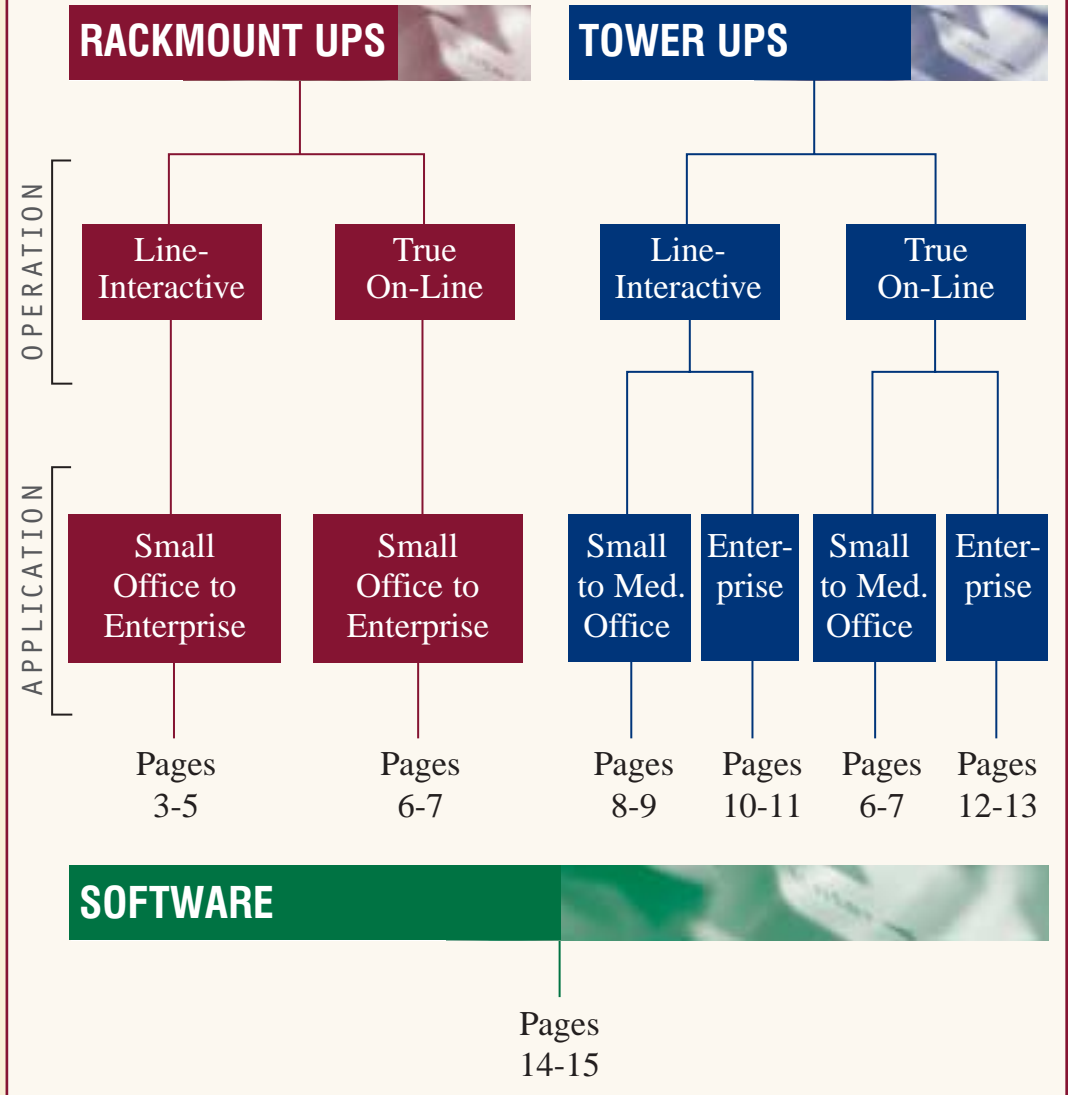 RACKMOUNT UPS
TOWER UPS
OPERATION
Line-
Interactive
True
On-Line
Line-
Interactive
True
On-Line
APPLICATION
Small
Office to
Enterprise
Small
Office to
Enterprise
Small
to Med.
Office
Enter-
prise
Small
to Med.
Office
Enter-
prise
Pages
3-5
Pages
6-7
Pages
8-9
Pages
10-11
Pages
6-7
Pages
12-13
SOFTWARE
Pages
14-15